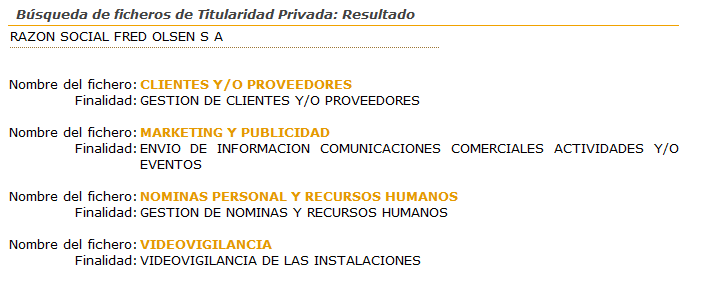 Búsqueda de ficheros de Titularidad Privada: Resultado
RAZON SOCIAL FRED OLSEN S A
Nombre del fichero: CLIENTES Y/O PROVEEDORES
Finalidad: GESTION DE CLIENTES Y/O PROVEEDORES
Nombre del fichero: MARKETING Y PUBLICIDAD
Finalidad: ENVIO DE INFORMACION COMUNICACIONES COMERCIALES ACTIVIDADES Y/O
EVENTOS
Nombre del fichero: NOMINAS PERSONAL Y RECURSOS HUMANOS
Finalidad: GESTION DE NOMINAS Y RECURSOS HUMANOS
Nombre del fichero: VIDEOVIGILANCIA
Finalidad: VIDEOVIGILANCIA DE LAS INSTALACIONES